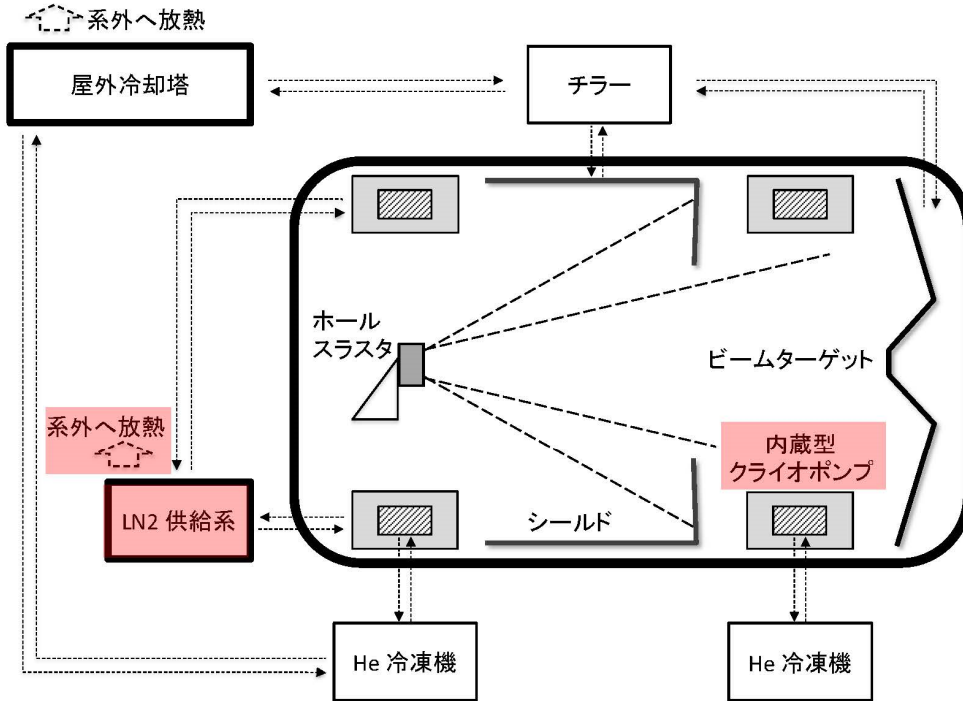 系外へ放熱
屋外冷却塔
チラー
ホール
スラスタ
ビームターゲット
系外へ放熱
内蔵型
クライオポンプ
LN2 供給系
シールド
He 冷凍機
He 冷凍機